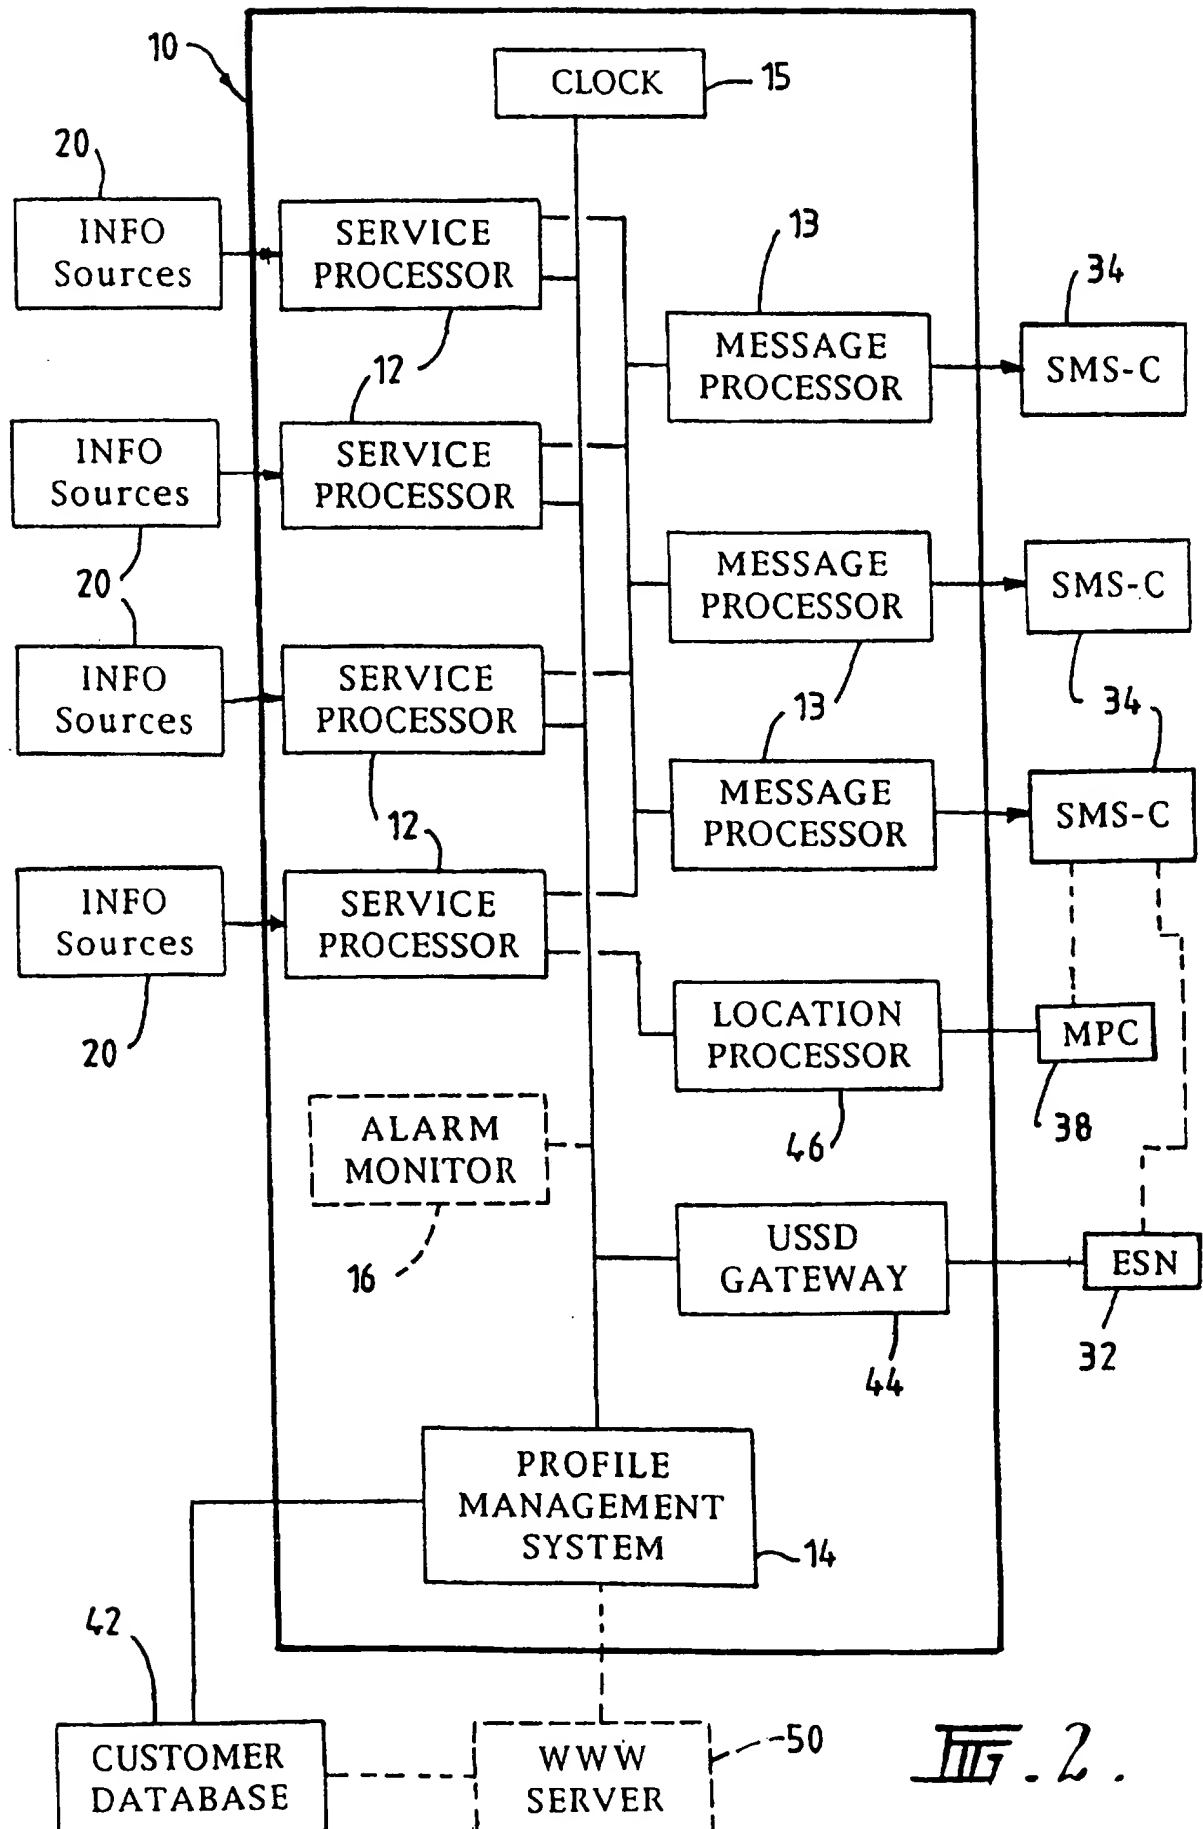 10
CLOCK
15
20
INFO
Sources
SERVICE
PROCESSOR
13
34
12
MESSAGE
PROCESSOR
SMS-C
INFO
Sources
SERVICE
PROCESSOR
20
MESSAGE
PROCESSOR
SMS-C
INFO
Sources
SERVICE
PROCESSOR
13
34
12
MESSAGE
PROCESSOR
SMS-C
INFO
Sources
SERVICE
PROCESSOR
20
LOCATION
PROCESSOR
MPC
46
38
ALARM
MONITOR
16
USSD
GATEWAY
ESN
44
32
PROFILE
MANAGEMENT
SYSTEM
14
42
CUSTOMER
DATABASE
WWW
SERVER
50
FIG. 2.